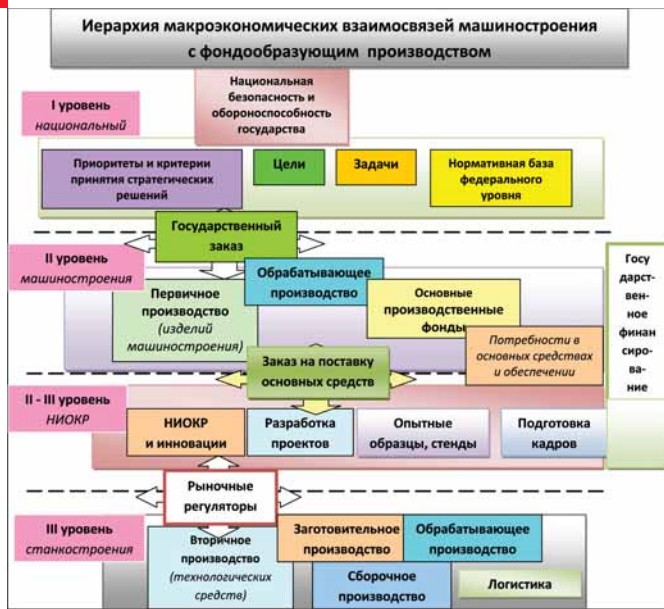 Иерархия макроэкономических взаимосвязей машиностроения
с фондообразующим производством
I уровень
национальный
Национальная
безопасность и
обороноспособность
государства
Приоритеты и критерии
принятия стратегических
решений
Цели
Задачи
Нормативная база
федерального
уровня
Государственный
заказ
II уровень
машиностроения
Первичное
производство
(изделий
машиностроения)
Обрабатывающее
производство
Основные
производственные
фонды
Потребности в
основных средствах
и обеспечении
Госу
дарст-
вен-
ное
финан
сиро-
ва-
ние
Заказ на поставку
основных средств
II - III уровень
НИОКР
НИОКР
и инновации
Разработка
проектов
Опытные
образцы, стенды
Подготовка
кадров
Рыночные
регуляторы
III уровень
станкостроения
Вторичное
производство
(технологических
средств)
Заготовительное
производство
Обрабатывающее
производство
Сборочное
производство
Логистика